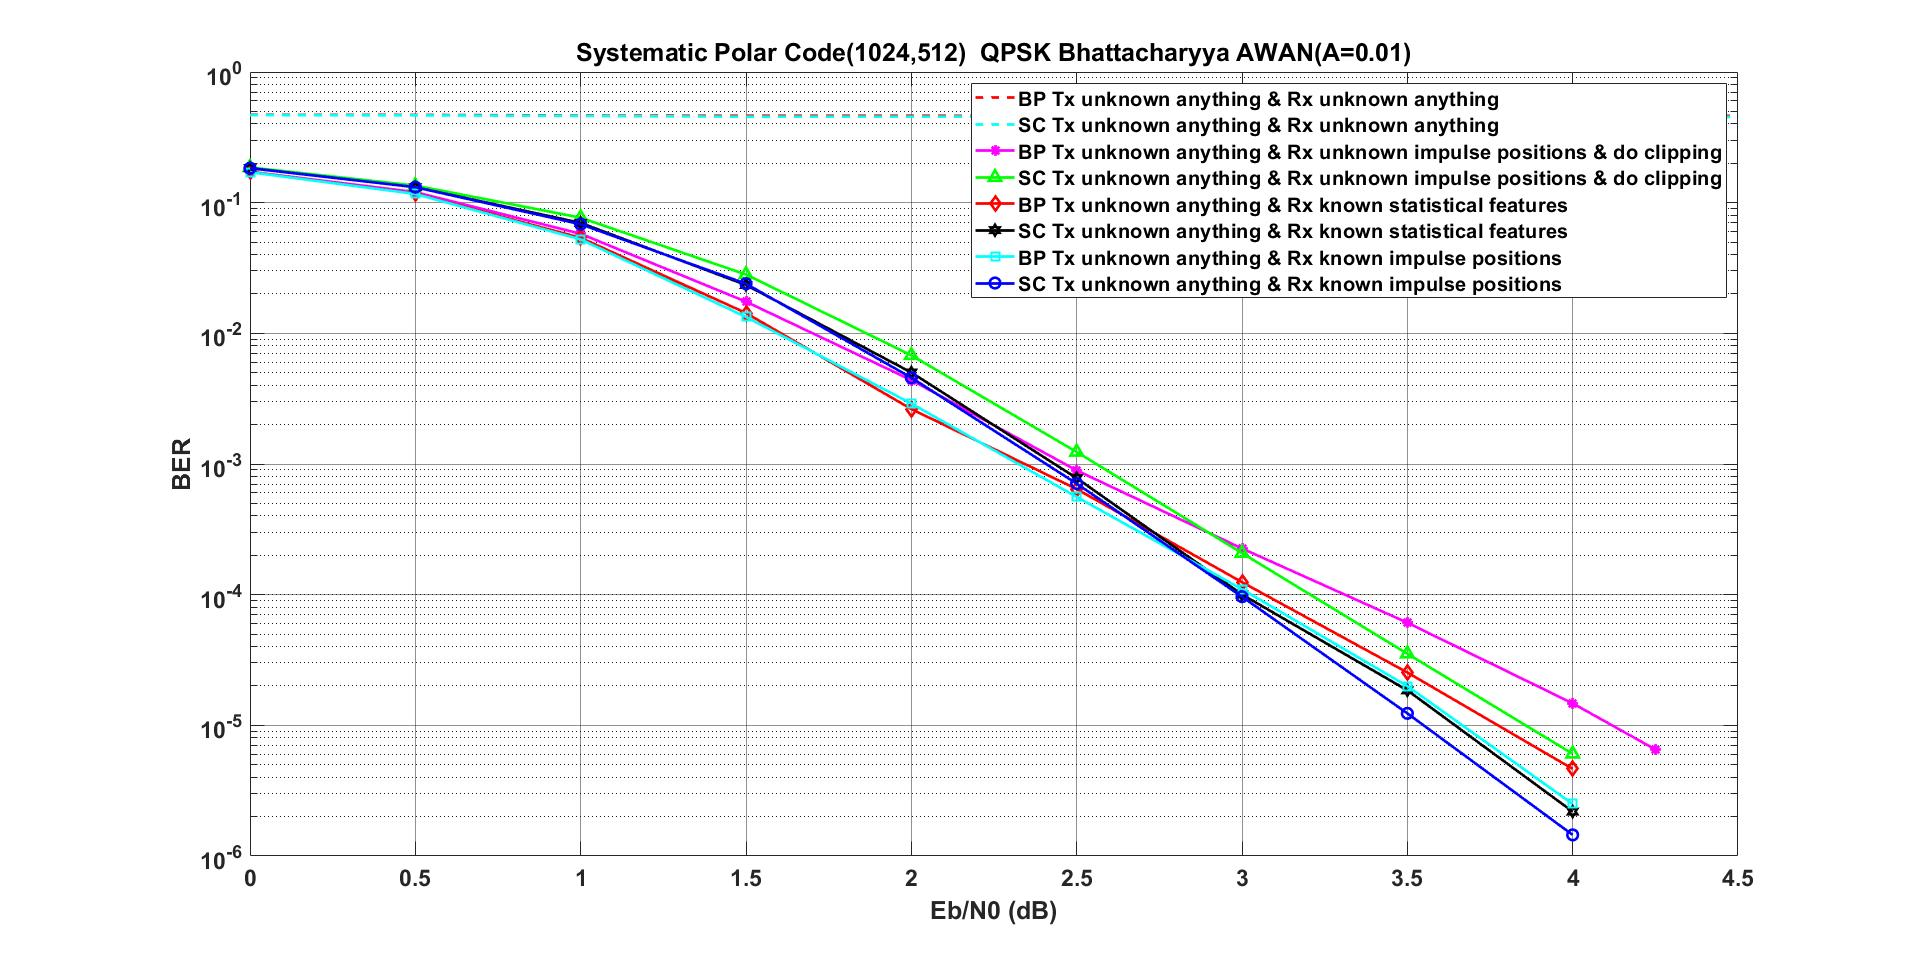 Systematic Polar Code(1024,512)  QPSK Bhattacharyya AWAN(A=0.01)
10^0
10^-1
10^-2
10^-3
10^-4
10^-5
10^-6
BER
BP Tx unknown anything & Rx unknown anything
SC Tx unknown anything & Rx unknown anything
BP Tx unknown anything & Rx unknown impulse positions & do clipping
SC Tx unknown anything & Rx unknown impulse positions & do clipping
BP Tx unknown anything & Rx known statistical features
SC Tx unknown anything & Rx known statistical features
BP Tx unknown anything & Rx known impulse positions
SC Tx unknown anything & Rx known impulse positions
0 0.5 1 1.5 2 2.5 3 3.5 4 4.5
Eb/N0 (dB)